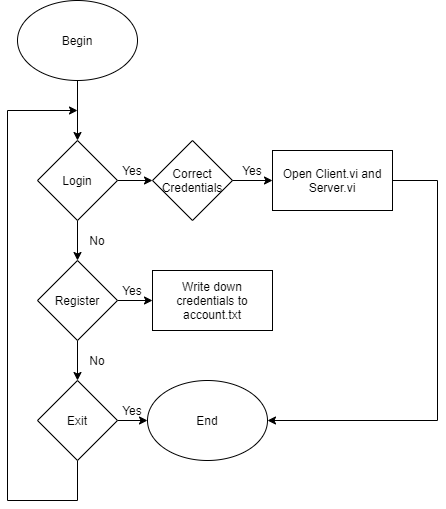 Begin
Login
Yes
Correct
Credentials
Yes
Open Client.vi and
Server.vi
No
Register
Yes
Write down
credentials to
account.txt
No
Exit
Yes
End